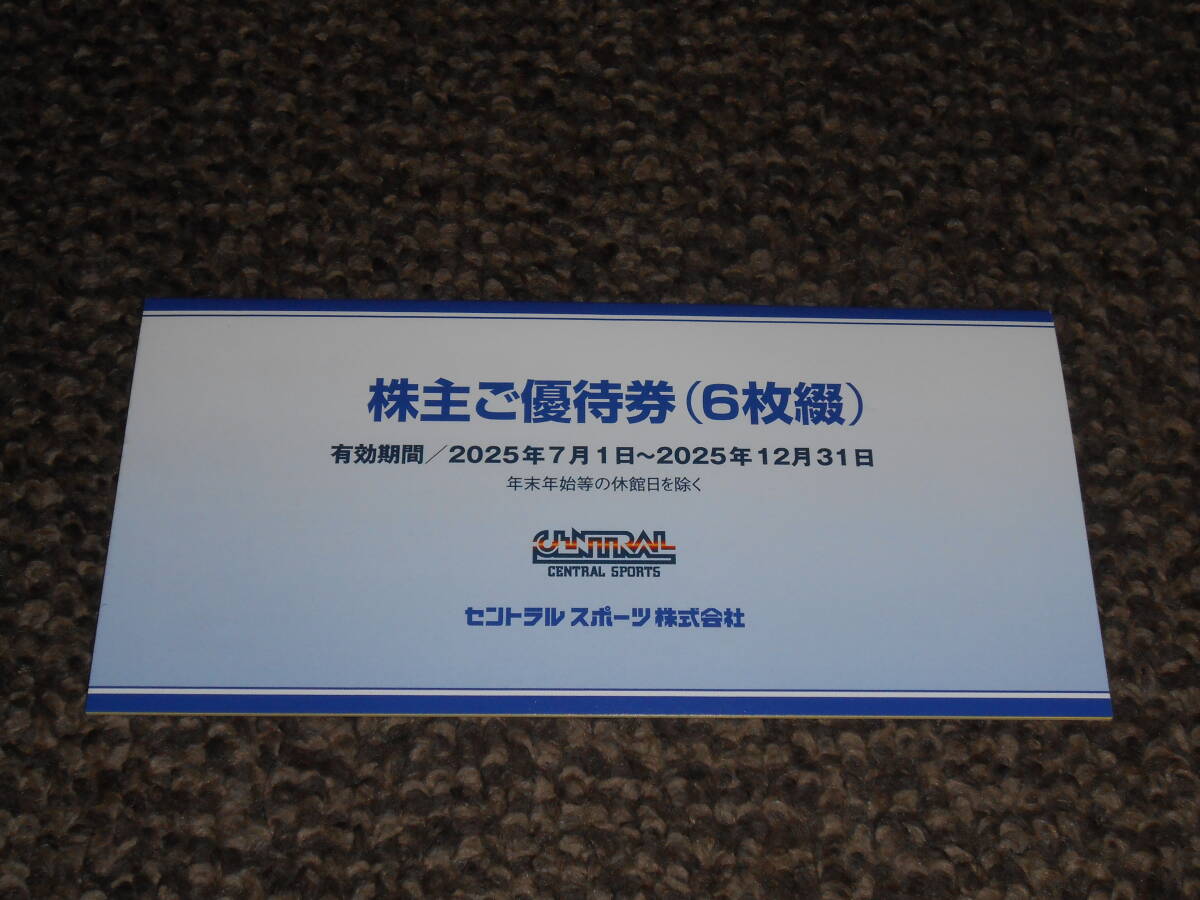 株主ご優待券（6枚綴）
有効期間／2025年7月1日～2025年12月31日
年末年始等の休館日を除く
CENTRAL
CENTRAL SPORTS
セントラルスポーツ株式会社